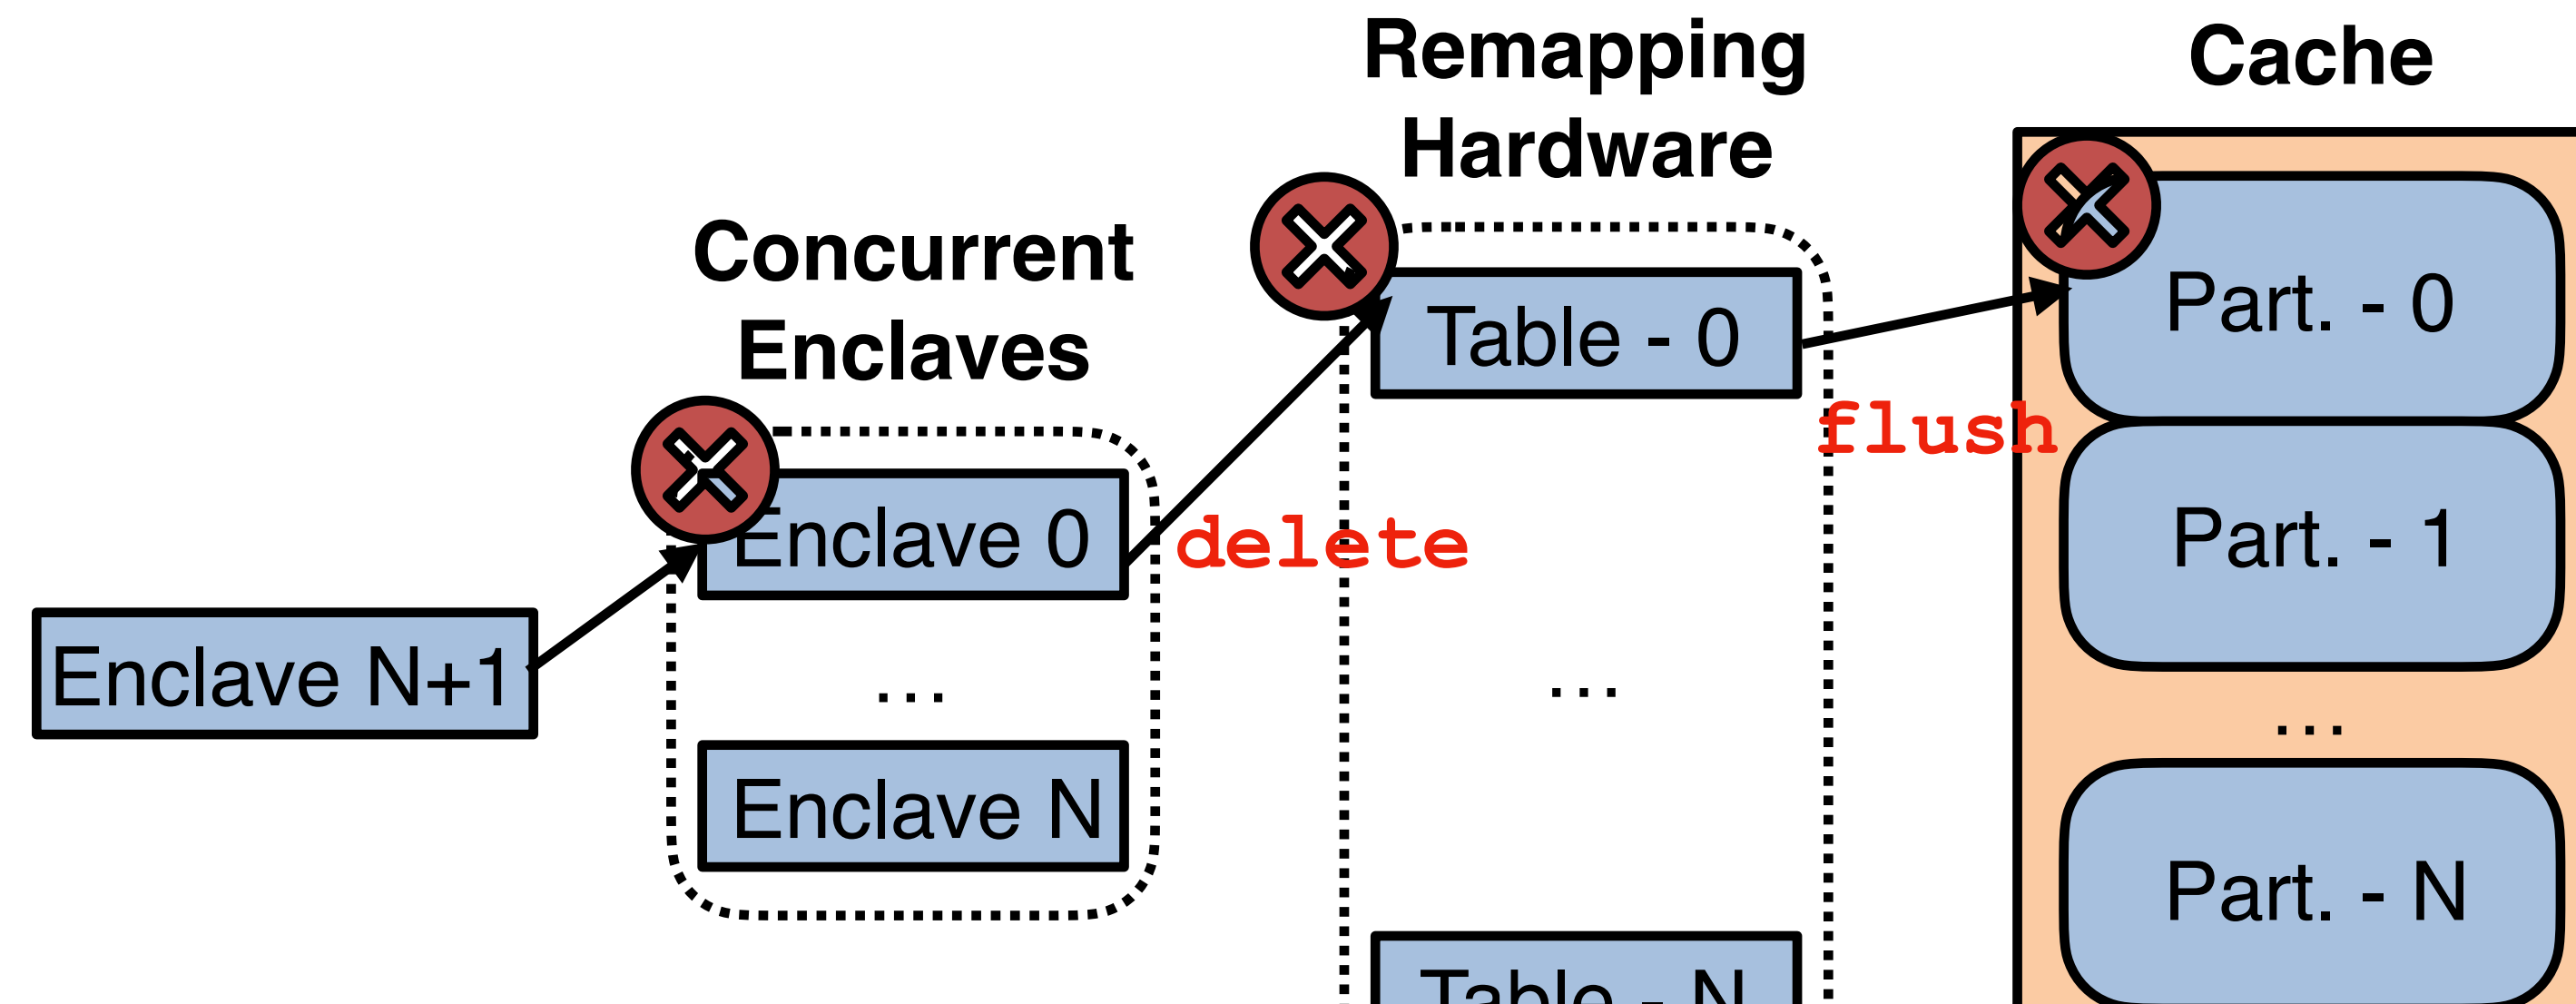 Remapping
Hardware
Cache
Concurrent
Enclaves
Enclave N+1
Enclave 0
...
Enclave N
delete
Table - 0
...
Table - N
flush
Part. - 0
Part. - 1
...
Part. - N